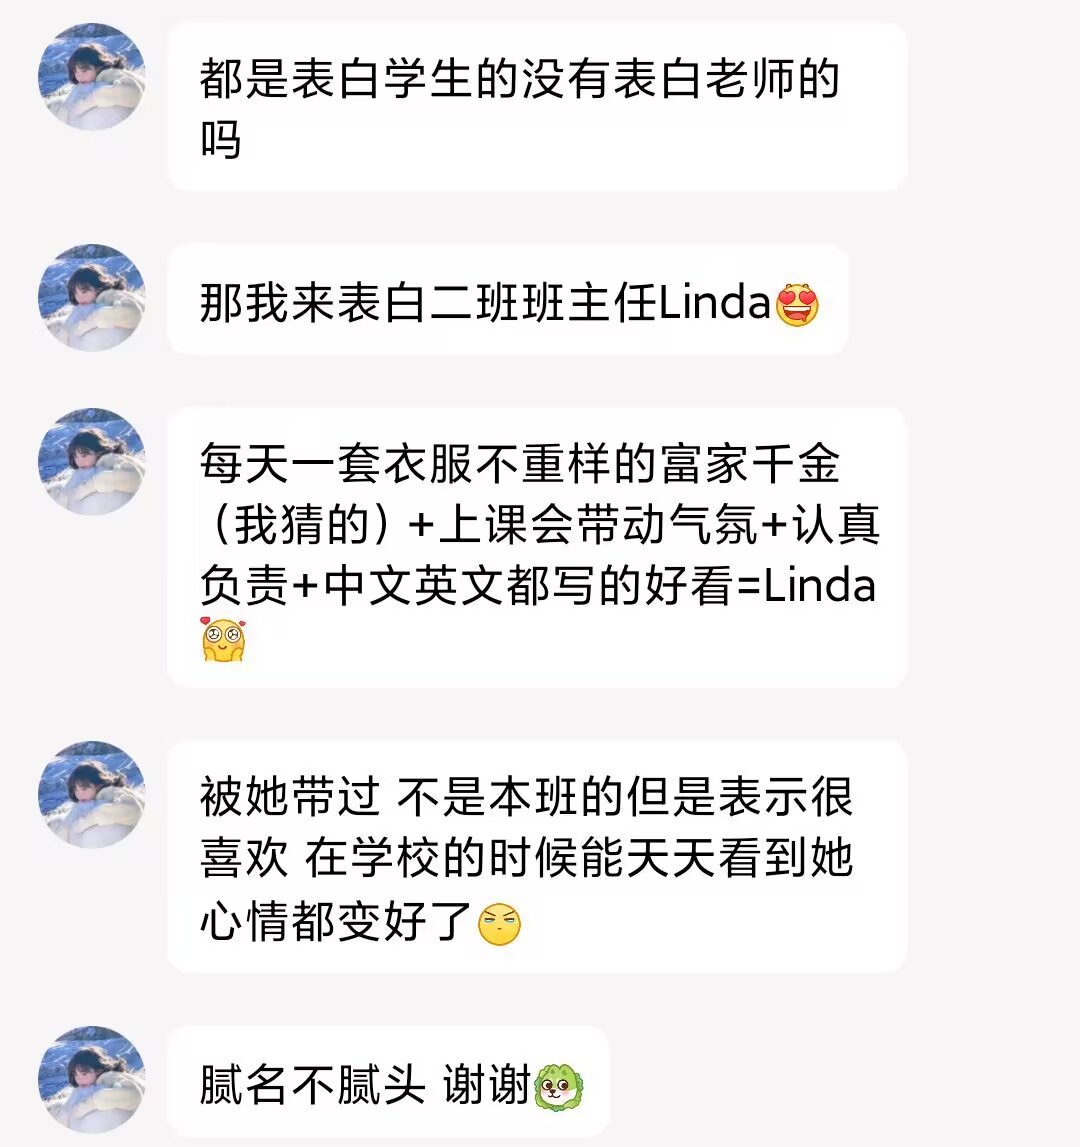 都是表白学生的没有表白老师的
吗
那我来表白二班班主任Linda
每天一套衣服不重样的富家千金
（我猜的）+上课会带动气氛+认真
负责+中文英文都写的好看=Linda
被她带过 不是本班的但是表示很
喜欢 在学校的时候能天天看到她
心情都变好了
腻名不腻头 谢谢